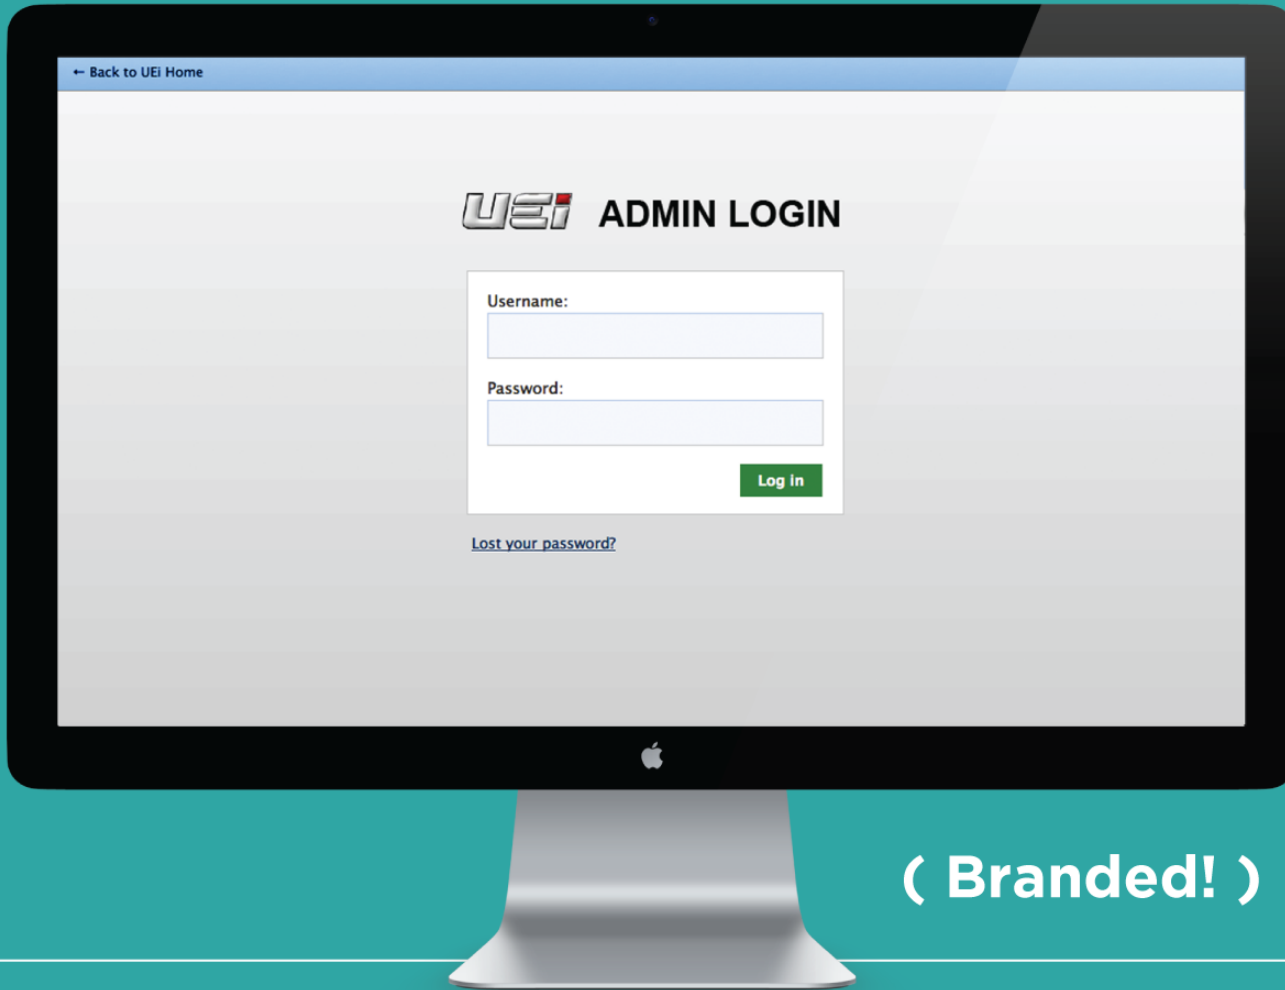 ← Back to UEi Home
UEi ADMIN LOGIN
Username:
Password:
Log in
Lost your password?
( Branded! )